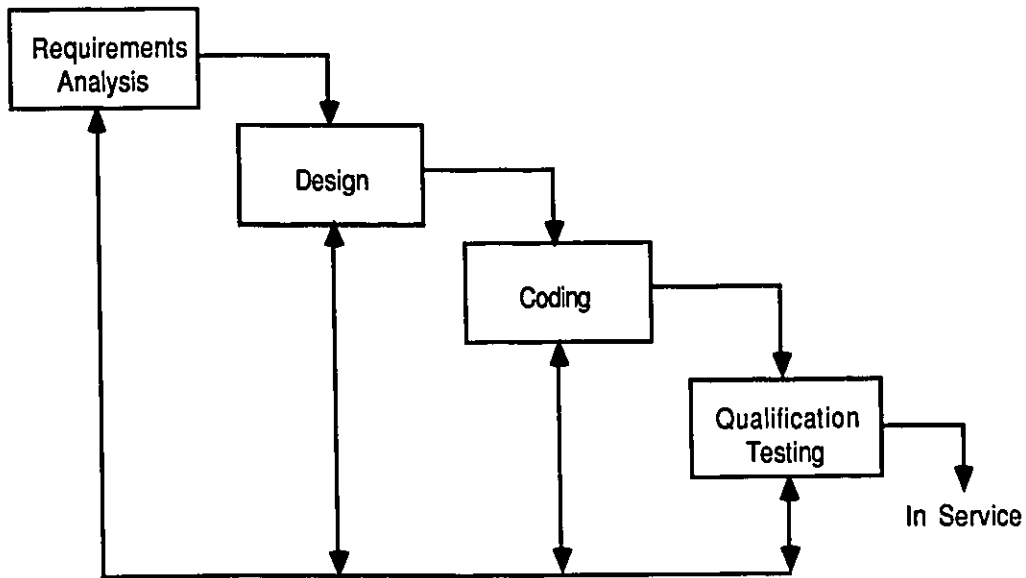 Requirements
Analysis
Design
Coding
Qualification
Testing
In Service